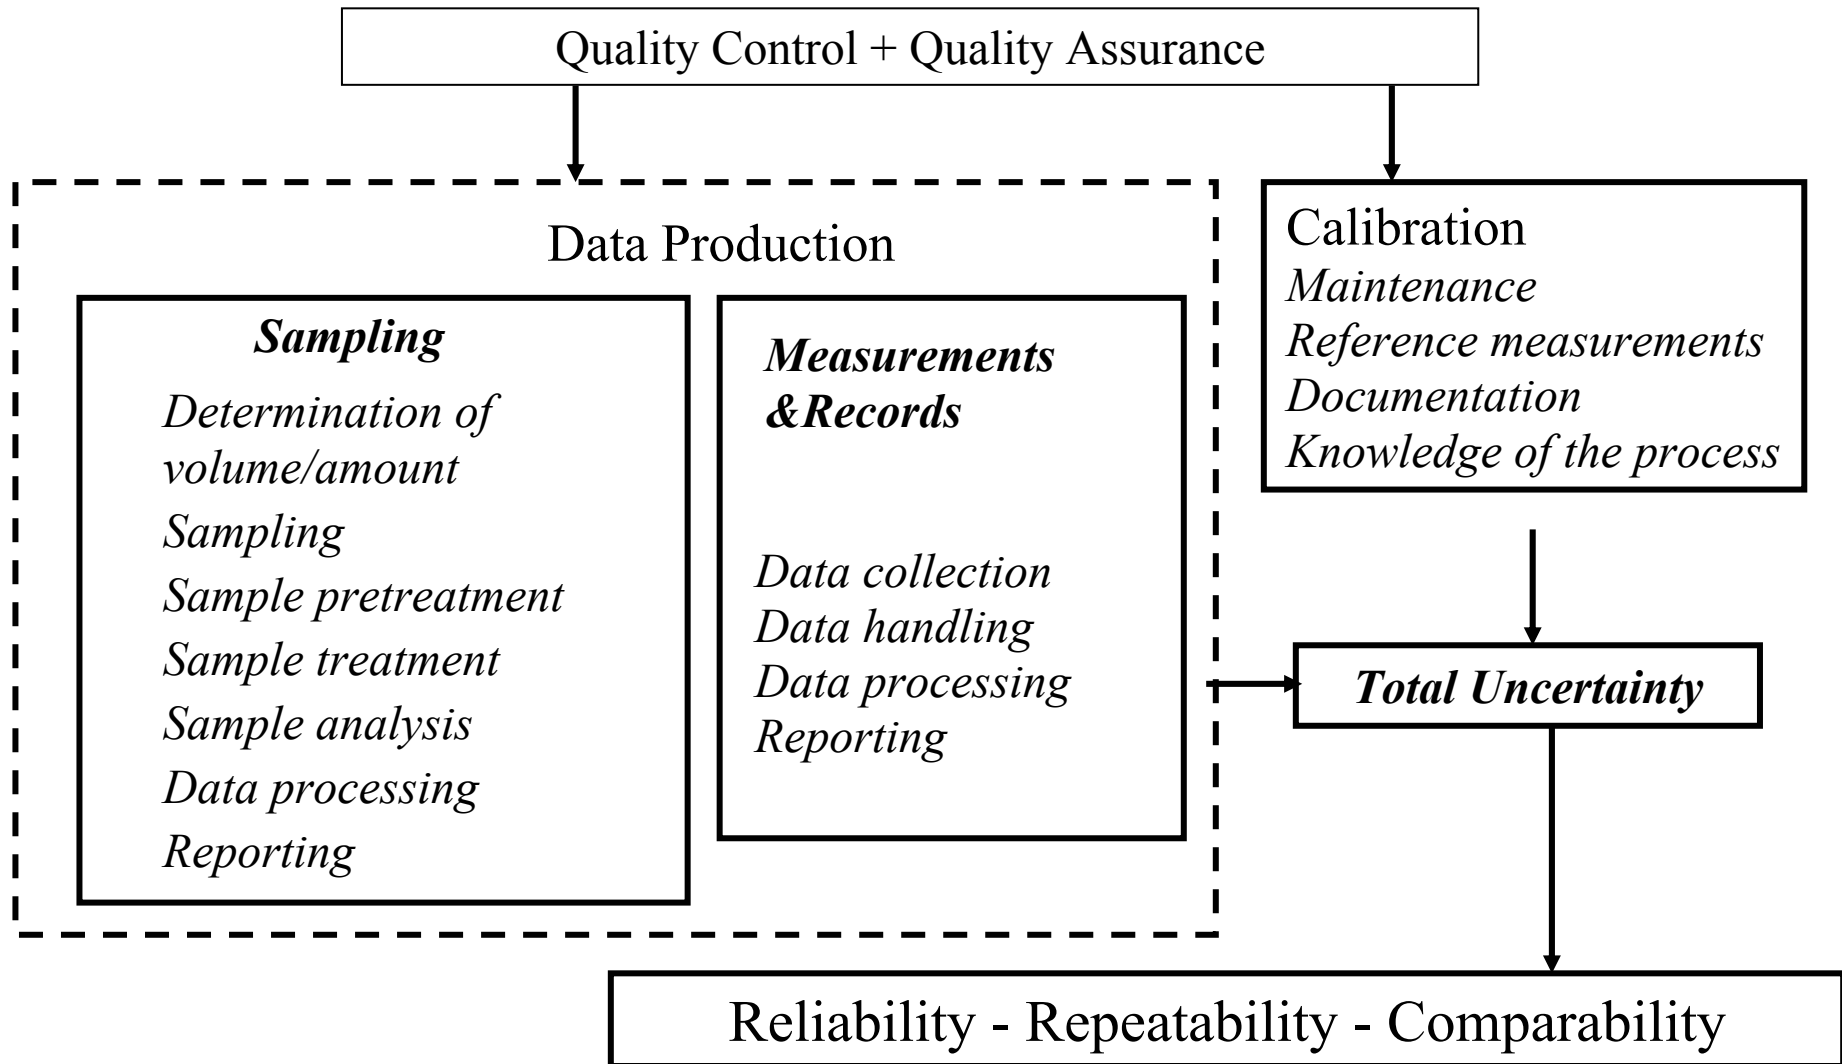 Quality Control + Quality Assurance
Data Production
Sampling
Determination of
volume/amount
Sampling
Sample pretreatment
Sample treatment
Sample analysis
Data processing
Reporting
Measurements
&Records
Data collection
Data handling
Data processing
Reporting
Calibration
Maintenance
Reference measurements
Documentation
Knowledge of the process
Total Uncertainty
Reliability - Repeatability - Comparability